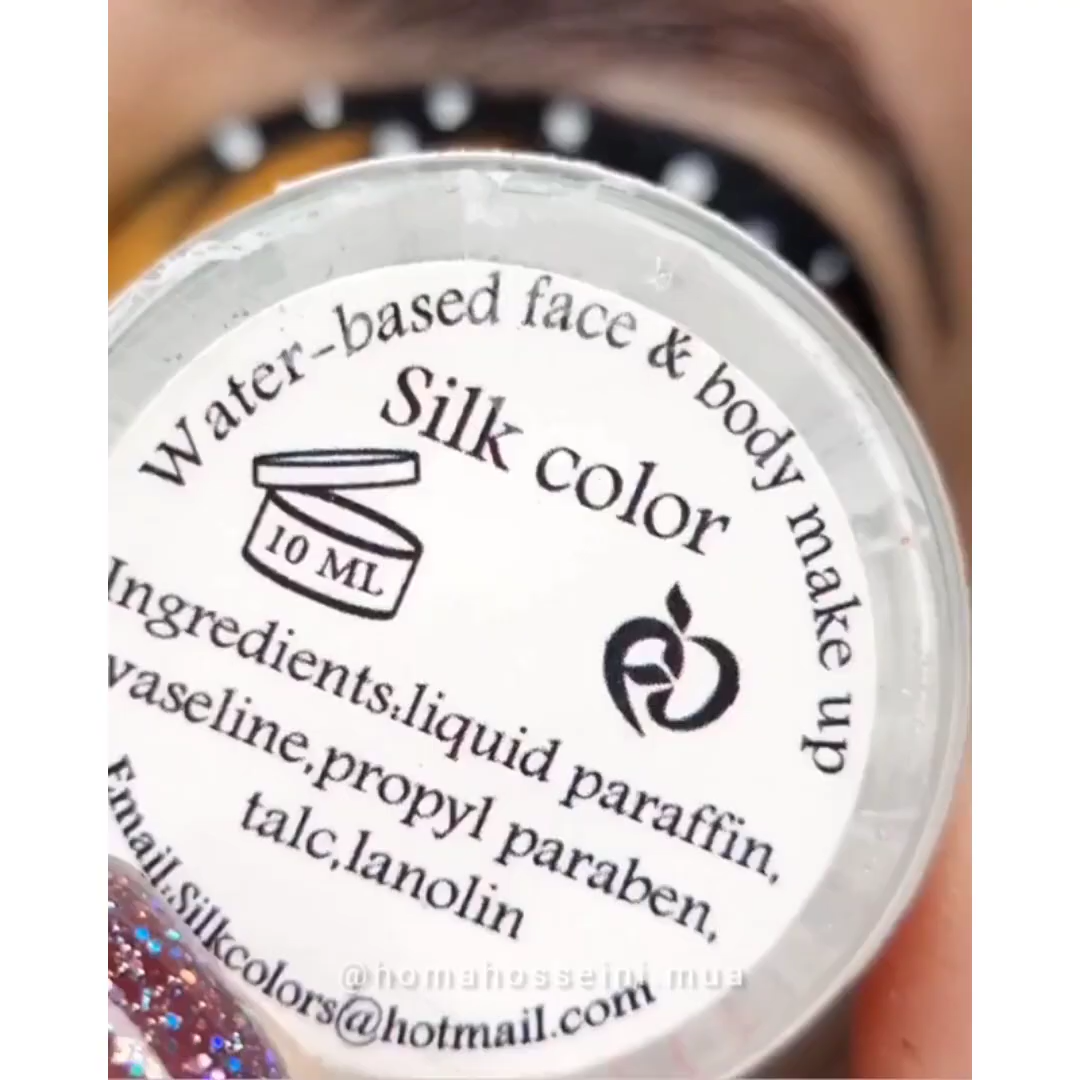 Water-based face & body make up
Silk color
10 ML
Ingredients:liquid paraffin,
vaseline,propyl paraben,
talc,lanolin
Email:Silkcolors@hotmail.com
@homahosseini.mua